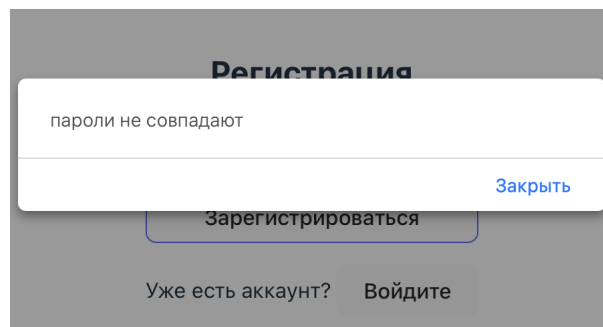 Регистрация
пароли не совпадают
Закрыть
Зарегистрироваться
Уже есть аккаунт? Войдите